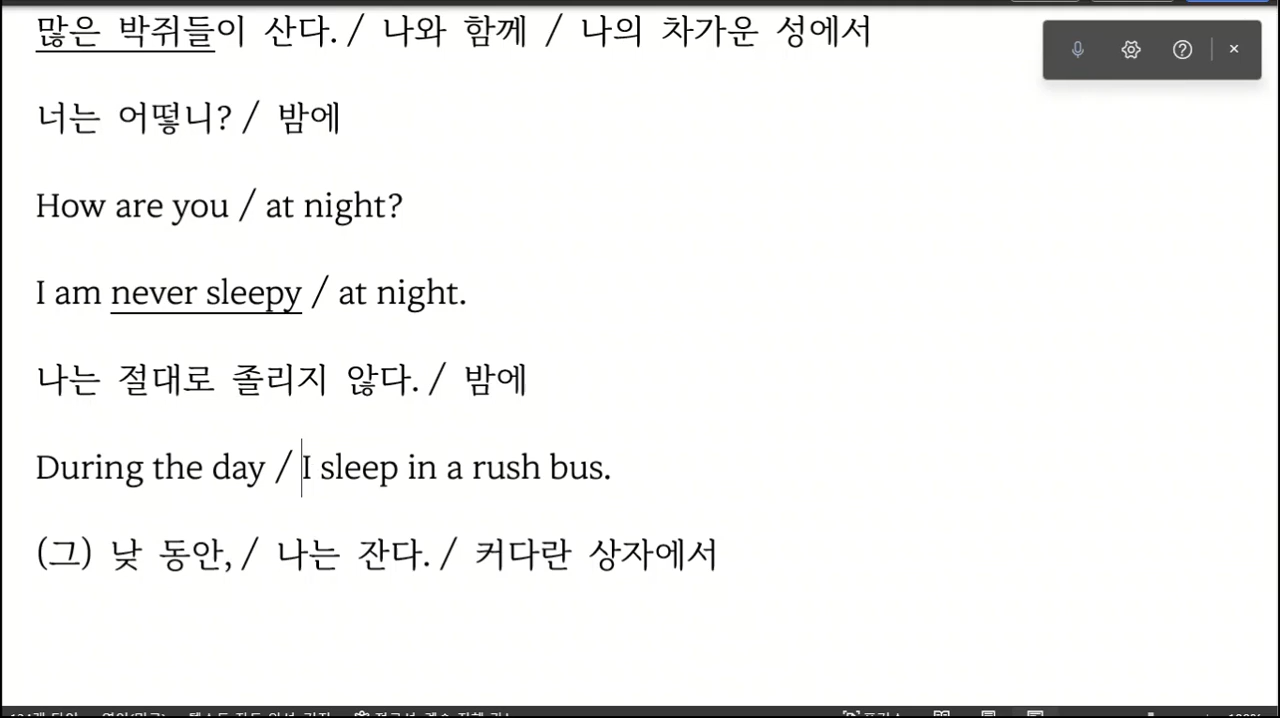 많은 박쥐들이 산다. / 나와 함께 / 나의 차가운 성에서
너는 어떻니? / 밤에
How are you / at night?
I am never sleepy / at night.
나는 절대로 졸리지 않다. / 밤에
During the day / I sleep in a rush bus.
(그) 낮 동안, / 나는 잔다. / 커다란 상자에서